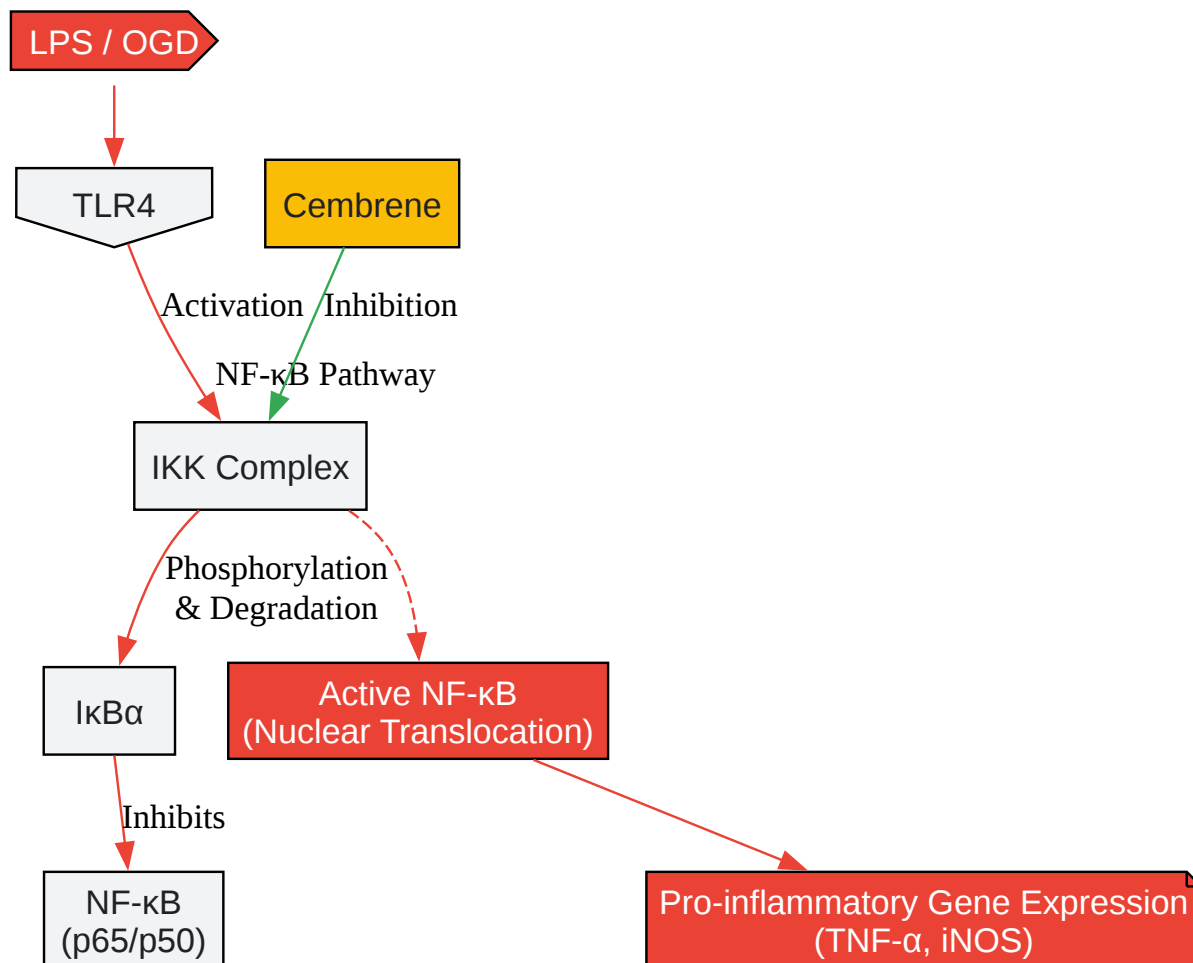 LPS / OGD
TLR4
Cembrene
Activation
Inhibition
NF-κB Pathway
IKK Complex
Phosphorylation
& Degradation
IκBα
Active NF-κB
(Nuclear Translocation)
Inhibits
NF-κB
(p65/p50)
Pro-inflammatory Gene Expression
(TNF-α, iNOS)